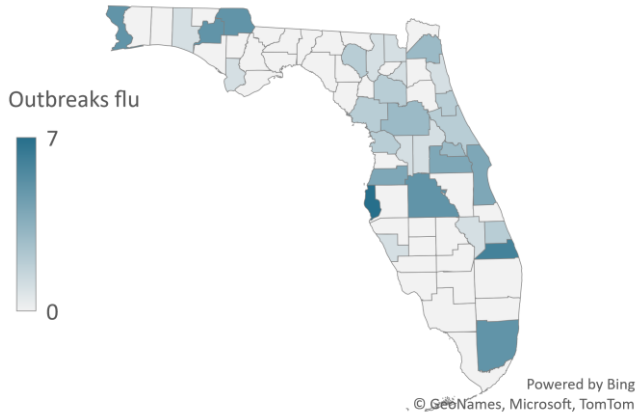 Outbreaks flu
7
0
Powered by Bing
© GeoNames, Microsoft, TomTom